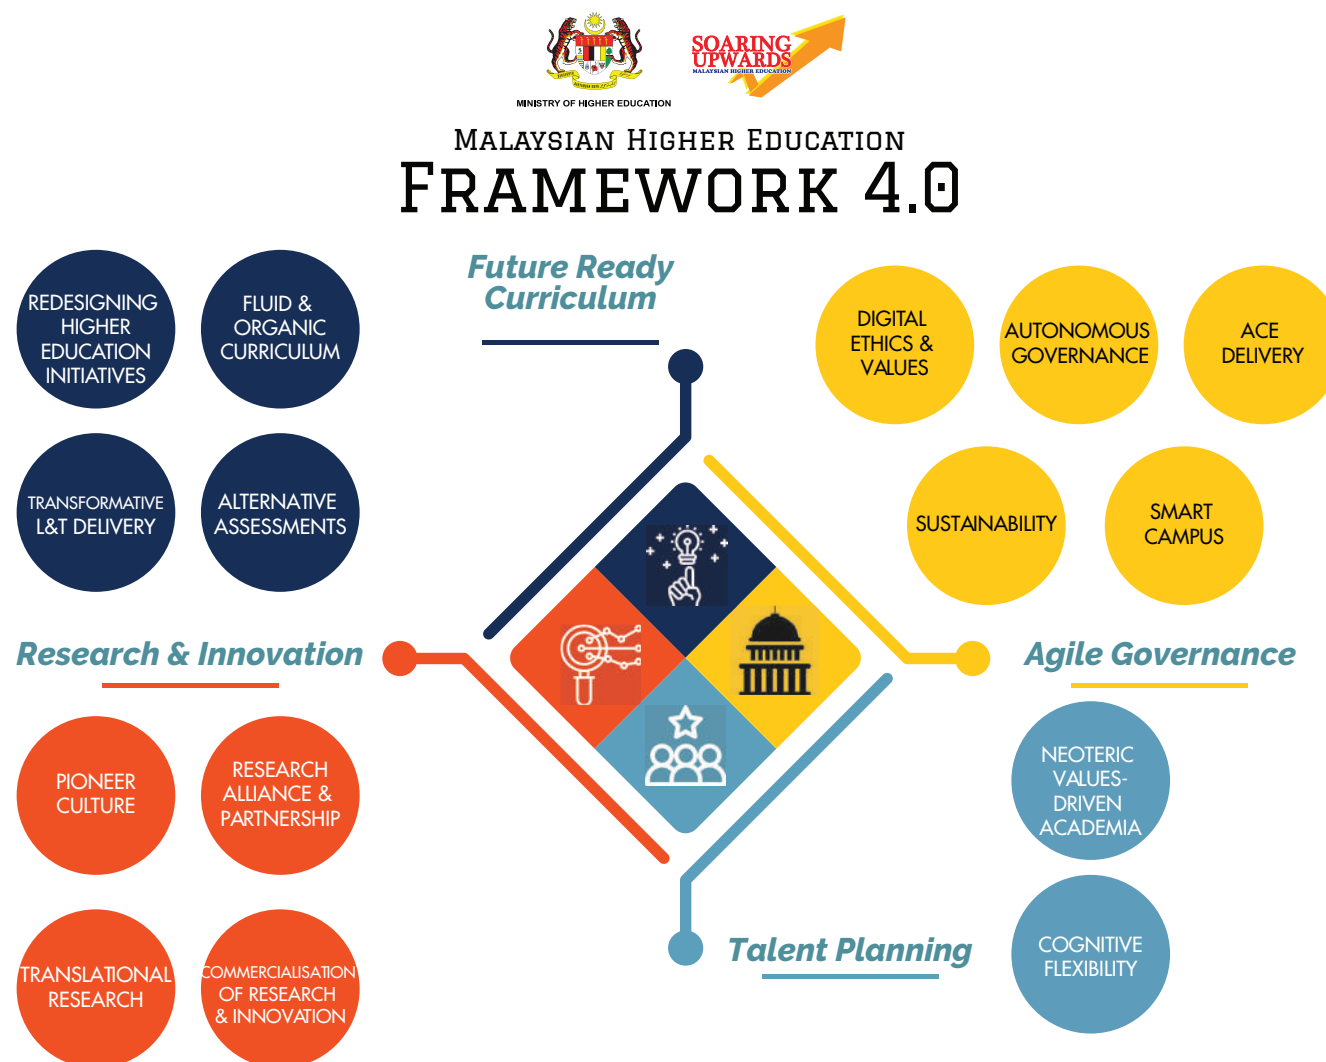 SOARING
UPWARDS
MALAYSIAN HIGHER EDUCATION
MINISTRY OF HIGHER EDUCATION
MALAYSIAN HIGHER EDUCATION
FRAMEWORK 4.0
Future Ready
Curriculum
REDESIGNING
HIGHER
EDUCATION
INITIATIVES
FLUID &
ORGANIC
CURRICULUM
TRANSFORMATIVE
L&T DELIVERY
ALTERNATIVE
ASSESSMENTS
DIGITAL
ETHICS &
VALUES
AUTONOMOUS
GOVERNANCE
ACE
DELIVERY
SUSTAINABILITY
SMART
CAMPUS
Research & Innovation
Agile Governance
PIONEER
CULTURE
RESEARCH
ALLIANCE &
PARTNERSHIP
TRANSLATIONAL
RESEARCH
COMMERCIALISATION
OF RESEARCH
& INNOVATION
Talent Planning
NEOTERIC
VALUES-
DRIVEN
ACADEMIA
COGNITIVE
FLEXIBILITY